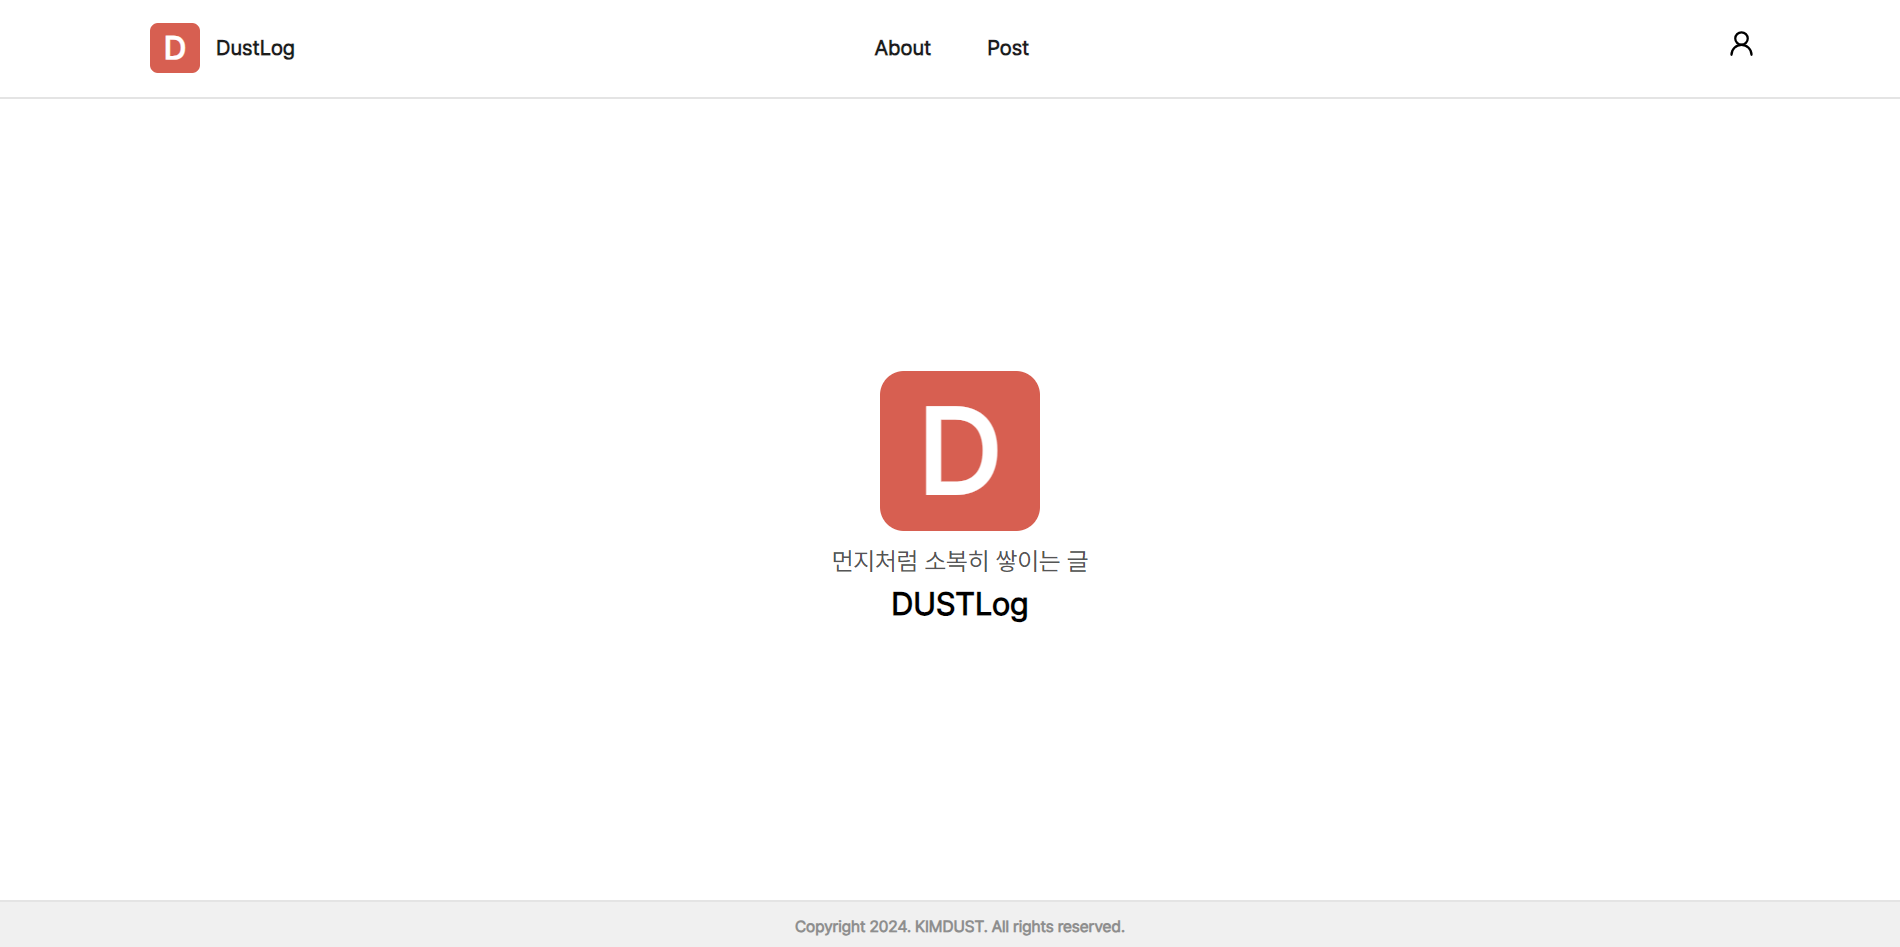 D DustLog About Post
D
먼지처럼 소복히 쌓이는 글
DUSTLog
Copyright 2024. KIMDUST. All rights reserved.